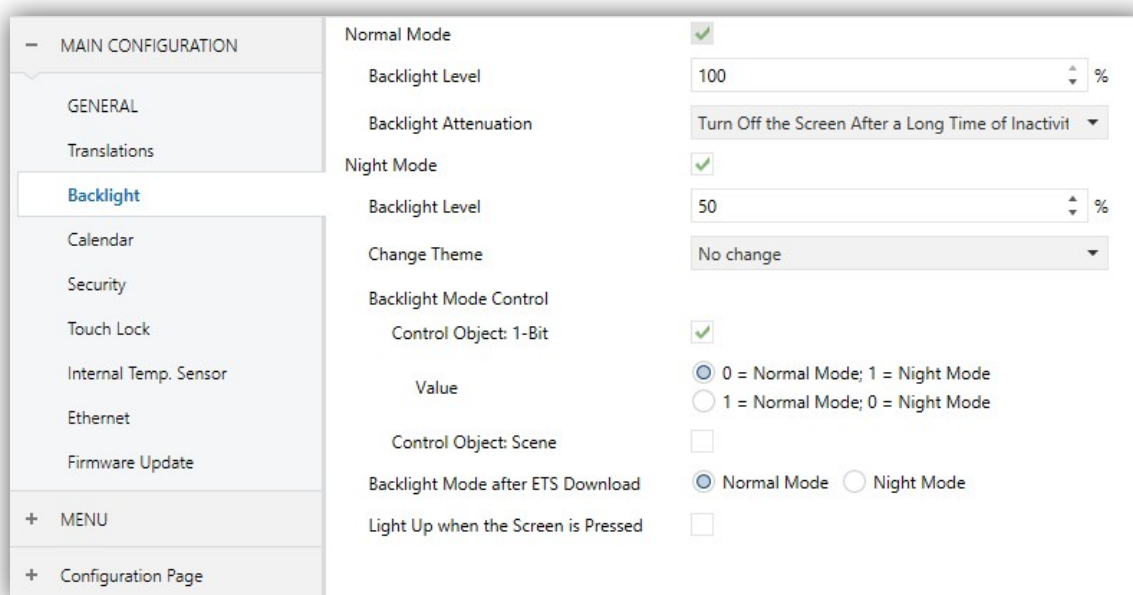 − MAIN CONFIGURATION
GENERAL
Translations
Backlight
Calendar
Security
Touch Lock
Internal Temp. Sensor
Ethernet
Firmware Update
+ MENU
+ Configuration Page
Normal Mode
Backlight Level 100 %
Backlight Attenuation Turn Off the Screen After a Long Time of Inactivit
Night Mode
Backlight Level 50 %
Change Theme No change
Backlight Mode Control
Control Object: 1-Bit
Value 0 = Normal Mode; 1 = Night Mode
1 = Normal Mode; 0 = Night Mode
Control Object: Scene
Backlight Mode after ETS Download Normal Mode Night Mode
Light Up when the Screen is Pressed